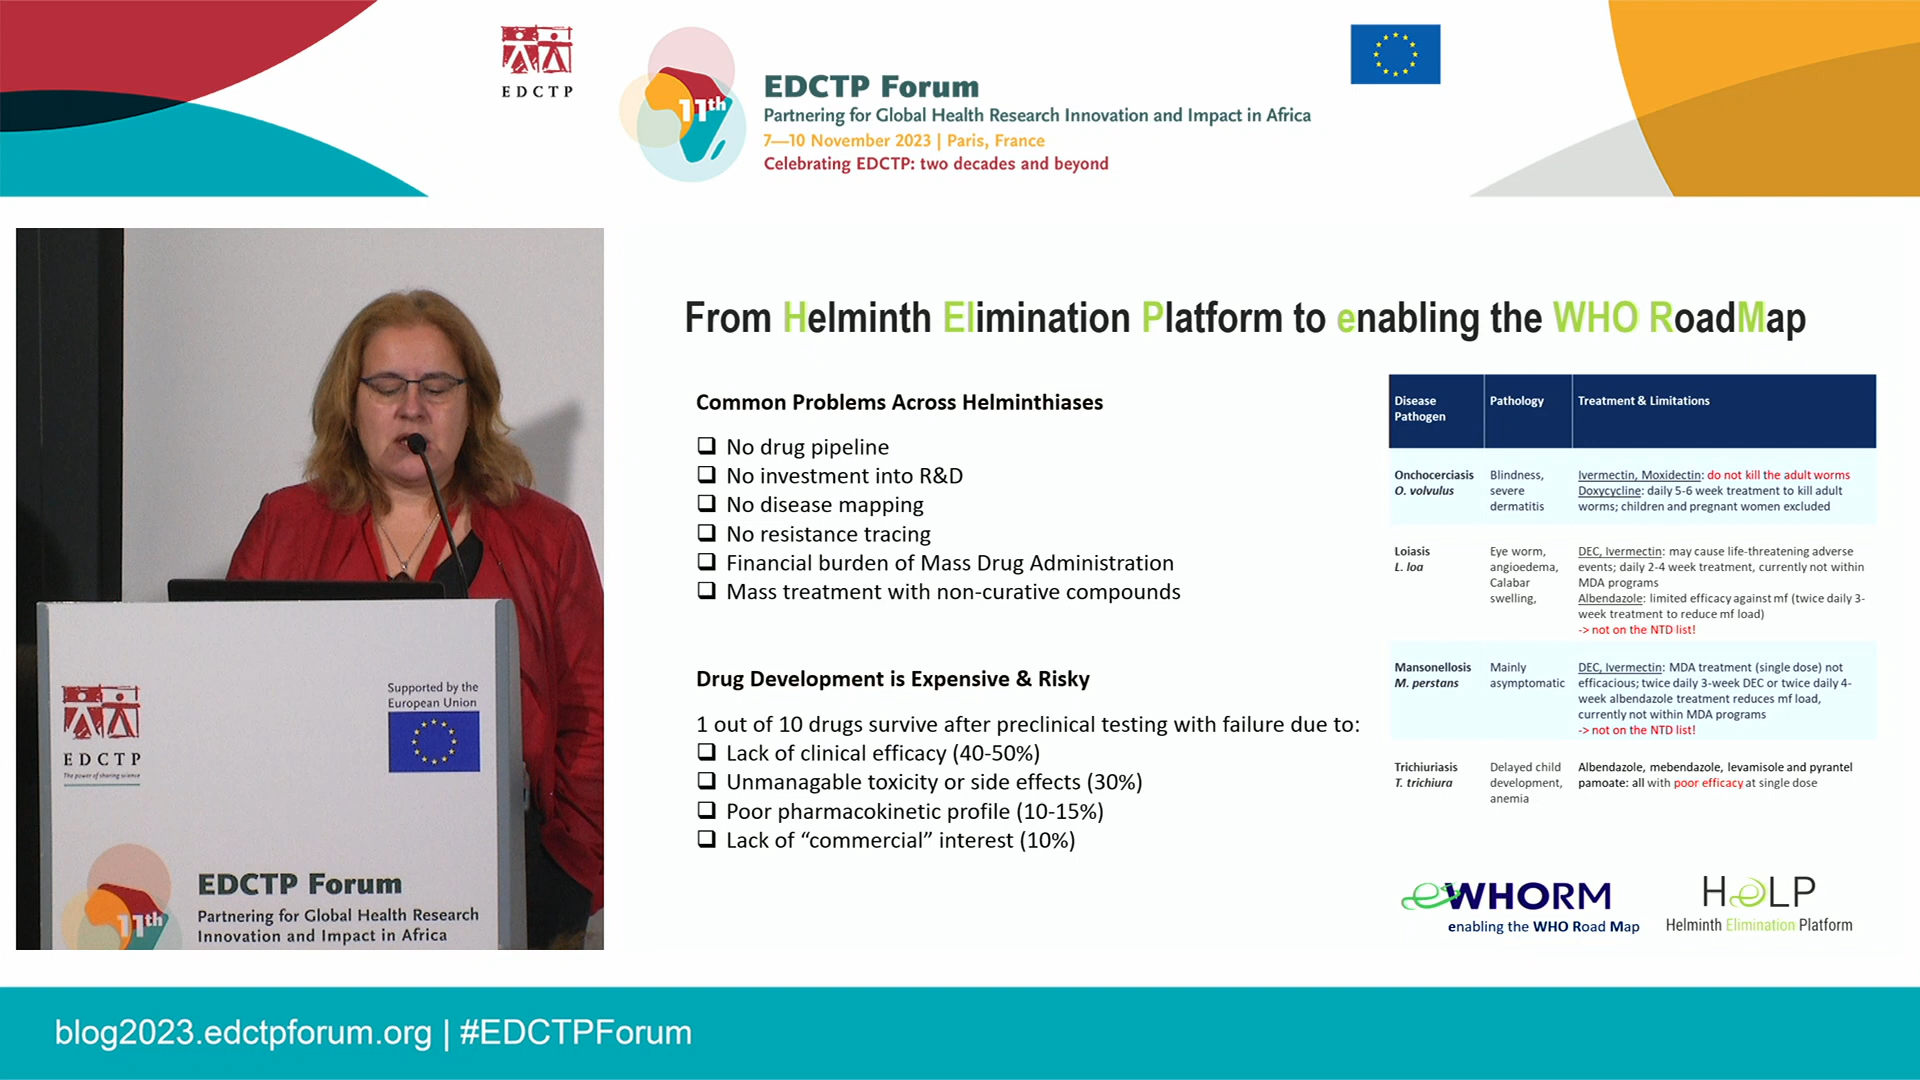 EDCTP
11th
EDCTP Forum
Partnering for Global Health Research Innovation and Impact in Africa
7—10 November 2023 | Paris, France
Celebrating EDCTP: two decades and beyond
EDCTP
The power of sharing science
Supported by the
European Union
11th
EDCTP Forum
Partnering for Global Health Research
Innovation and Impact in Africa
From Helminth Elimination Platform to enabling the WHO RoadMap
Common Problems Across Helminthiases
❑ No drug pipeline
❑ No investment into R&D
❑ No disease mapping
❑ No resistance tracing
❑ Financial burden of Mass Drug Administration
❑ Mass treatment with non-curative compounds
Drug Development is Expensive & Risky
1 out of 10 drugs survive after preclinical testing with failure due to:
❑ Lack of clinical efficacy (40-50%)
❑ Unmanagable toxicity or side effects (30%)
❑ Poor pharmacokinetic profile (10-15%)
❑ Lack of “commercial” interest (10%)
Disease
Pathogen
Pathology
Treatment & Limitations
Onchocerciasis
O. volvulus
Blindness,
severe
dermatitis
Ivermectin, Moxidectin: do not kill the adult worms
Doxycycline: daily 5-6 week treatment to kill adult
worms; children and pregnant women excluded
Loiasis
L. loa
Eye worm,
angioedema,
Calabar
swelling,
DEC, Ivermectin: may cause life-threatening adverse
events; daily 2-4 week treatment, currently not within
MDA programs
Albendazole: limited efficacy against mf (twice daily 3-
week treatment to reduce mf load)
-> not on the NTD list!
Mansonellosis
M. perstans
Mainly
asymptomatic
DEC, Ivermectin: MDA treatment (single dose) not
efficacious; twice daily 3-week DEC or twice daily 4-
week albendazole treatment reduces mf load,
currently not within MDA programs
-> not on the NTD list!
Trichiuriasis
T. trichiura
Delayed child
development,
anemia
Albendazole, mebendazole, levamisole and pyrantel
pamoate: all with poor efficacy at single dose
eWHORM
enabling the WHO Road Map
HeLP
Helminth Elimination Platform
blog2023.edctpforum.org | #EDCTPForum